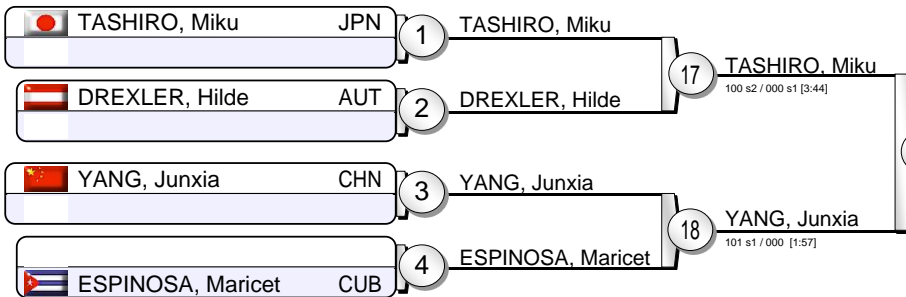 TASHIRO, Miku JPN
1
TASHIRO, Miku
DREXLER, Hilde AUT
2
DREXLER, Hilde
17
TASHIRO, Miku
100 s2 / 000 s1 [3:44]
YANG, Junxia CHN
3
YANG, Junxia
ESPINOSA, Maricet CUB
4
ESPINOSA, Maricet
18
YANG, Junxia
101 s1 / 000 [1:57]